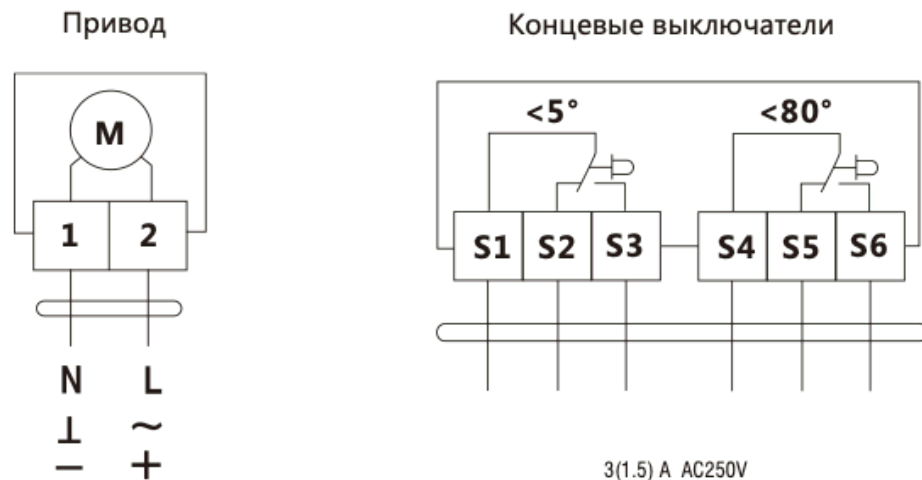 Привод
Концевые выключатели
M
1 2
N L
⊥ ~
− +
<5° <80°
S1 S2 S3 S4 S5 S6
3(1.5) A AC250V